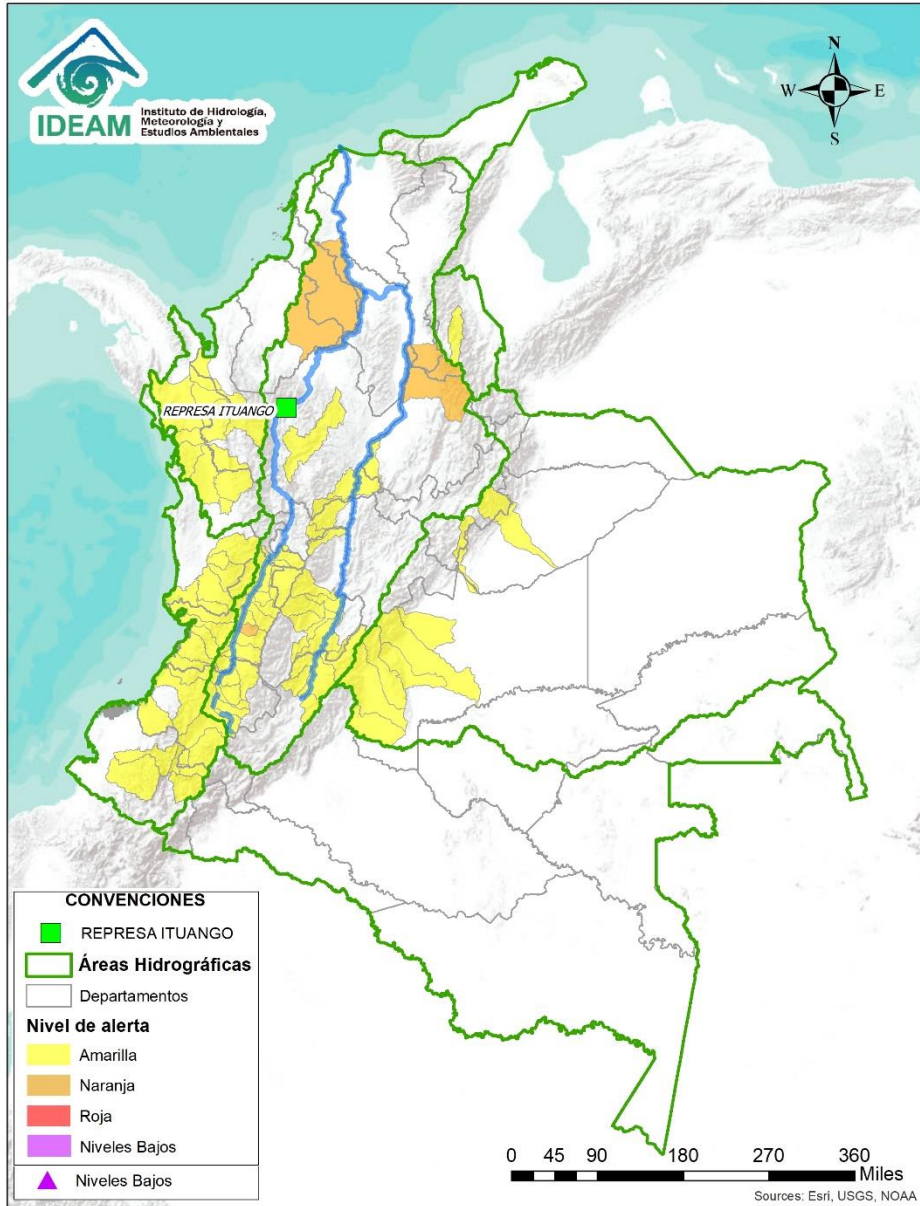 IDEAM
Instituto de Hidrología,
Meteorología y
Estudios Ambientales
N
W
E
S
REPRESA ITUANGO
CONVENCIONES
REPRESA ITUANGO
Áreas Hidrográficas
Departamentos
Nivel de alerta
Amarilla
Naranja
Roja
Niveles Bajos
Niveles Bajos
0 45 90 180 270 360
Miles
Sources: Esri, USGS, NOAA